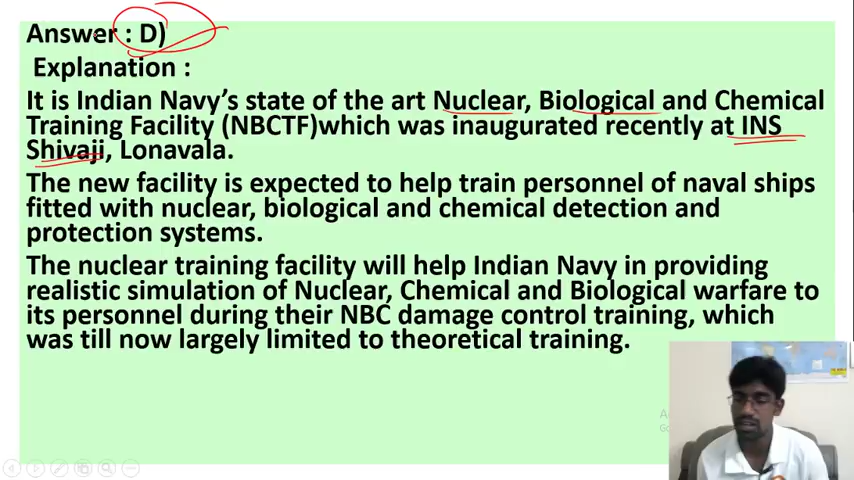 Answer : D)
Explanation :
It is Indian Navy's state of the art Nuclear, Biological and Chemical
Training Facility (NBCTF)which was inaugurated recently at INS
Shivaji, Lonavala.
The new facility is expected to help train personnel of naval ships
fitted with nuclear, biological and chemical detection and
protection systems.
The nuclear training facility will help Indian Navy in providing
realistic simulation of Nuclear, Chemical and Biological warfare to
its personnel during their NBC damage control training, which
was till now largely limited to theoretical training.